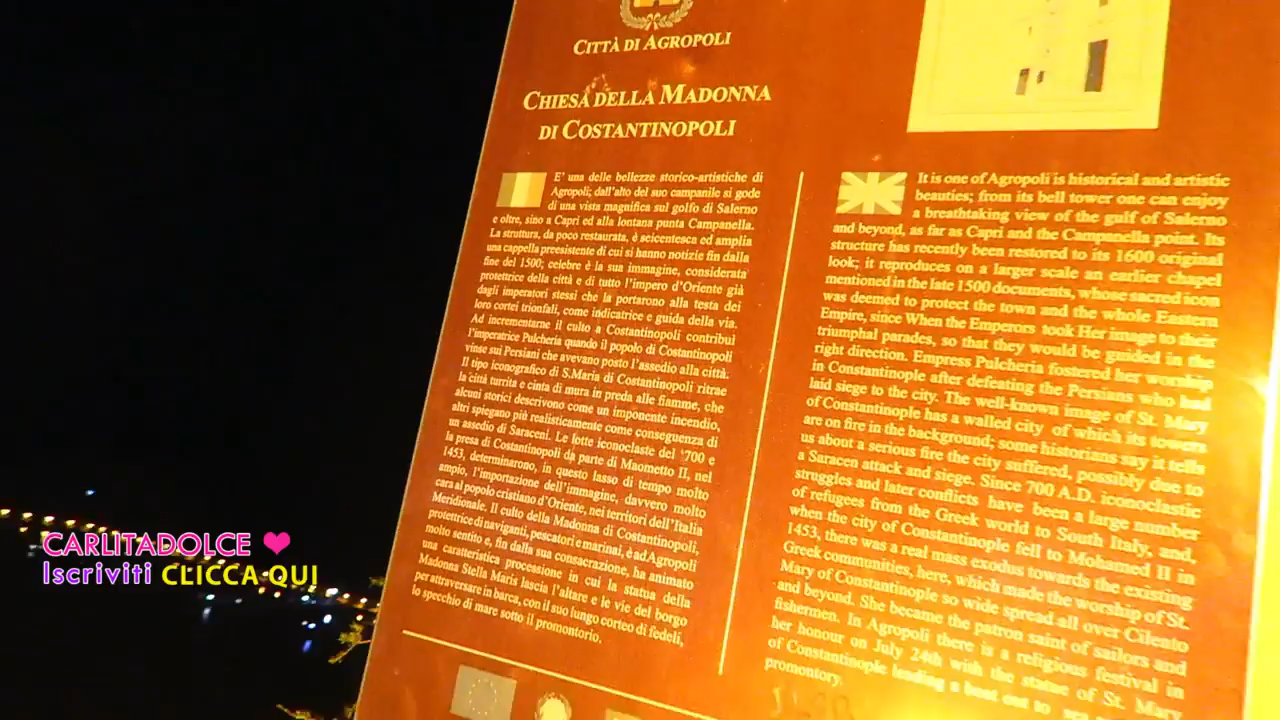 CITTÀ DI AGROPOLI
CHIESA DELLA MADONNA
DI COSTANTINOPOLI
E' una delle bellezze storico-artistiche di
Agropoli; dall'alto del suo campanile si gode
di una vista magnifica sul golfo di Salerno
e oltre, sino a Capri ed alla lontana punta Campanella.
La struttura, da poco restaurata, è seicentesca ed amplia
una cappella preesistente di cui si hanno notizie fin dalla
fine del 1500; celebre è la sua immagine, considerata
protettrice della città e di tutto l'impero d'Oriente già
dagli imperatori stessi che la portarono alla testa dei
loro cortei trionfali, come indicatrice e guida della via.
Ad incrementarne il culto a Costantinopoli contribuì
l'imperatrice Pulcheria quando il popolo di Costantinopoli
vinse sui Persiani che avevano posto l'assedio alla città.
Il tipo iconografico di S.Maria di Costantinopoli ritrae
la città turrita e cinta di mura in preda alle fiamme, che
alcuni storici descrivono come un imponente incendio,
altri spiegano più realisticamente come conseguenza di
un assedio di Saraceni. Le lotte iconoclaste del '700 e
la presa di Costantinopoli da parte di Maometto II, nel
1453, determinarono, in questo lasso di tempo molto
ampio, l'importazione dell'immagine, davvero molto
cara al popolo cristiano d'Oriente, nei territori dell'Italia
Meridionale. Il culto della Madonna di Costantinopoli,
protettrice di naviganti, pescatori e marinai, è ad Agropoli
molto sentito e, fin dalla sua consacrazione, ha animato
una caratteristica processione in cui la statua della
Madonna Stella Maris lascia l'altare e le vie del borgo
per attraversare in barca, con il suo lungo corteo di fedeli,
lo specchio di mare sotto il promontorio.
It is one of Agropoli is historical and artistic
beauties; from its bell tower one can enjoy
a breathtaking view of the gulf of Salerno
and beyond, as far as Capri and the Campanella point. Its
structure has recently been restored to its 1600 original
look; it reproduces on a larger scale an earlier chapel
mentioned in the late 1500 documents, whose sacred icon
was deemed to protect the town and the whole Eastern
Empire, since When the Emperors took Her image to their
triumphal parades, so that they would be guided in the
right direction. Empress Pulcheria fostered her worship
in Constantinople after defeating the Persians who had
laid siege to the city. The well-known image of St. Mary
of Constantinople has a walled city of which its towers
are on fire in the background; some historians say it tells
us about a serious fire the city suffered, possibly due to
a Saracen attack and siege. Since 700 A.D. iconoclastic
struggles and later conflicts have been a large number
of refugees from the Greek world to South Italy, and,
when the city of Constantinople fell to Mohamed II in
1453, there was a real mass exodus towards the existing
Greek communities, here, which made the worship of St.
Mary of Constantinople so wide spread all over Cilento
and beyond. She became the patron saint of sailors and
fishermen. In Agropoli there is a religious festival in
her honour on July 24th with the statue of St. Mary
of Constantinople leading a boat out to
promontory.
CARLITADOLCE ❤
Iscriviti CLICCA QUI